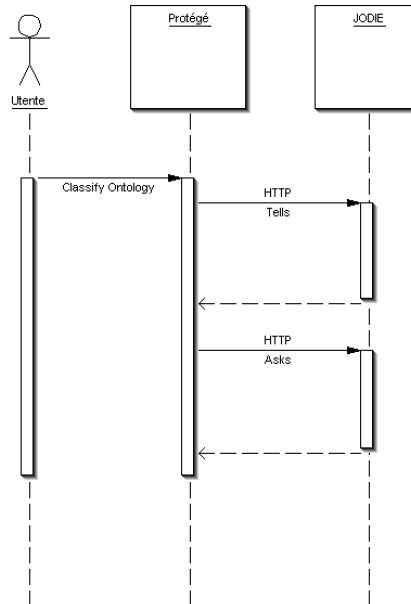 Protégé
JODIE
Utente
Classify Ontology
HTTP
Tells
HTTP
Asks